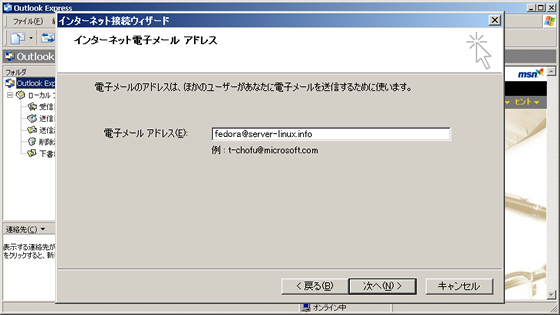 Outlook Express
ファイル(F)
インターネット接続ウィザード
インターネット電子メール アドレス
Outlook
msn
フォルダ
Outlook Exp
ローカル フ
受信
送信
送信
削除
下書
ヒント
電子メールのアドレスは、ほかのユーザーがあなたに電子メールを送信するために使います。
電子メール アドレス(E):
fedora@server-linux.info
例 : t-chofu@microsoft.com
連絡先(C)
表示する連絡先が
をクリックすると、新
< 戻る(B)
次へ(N) >
キャンセル
オンライン中